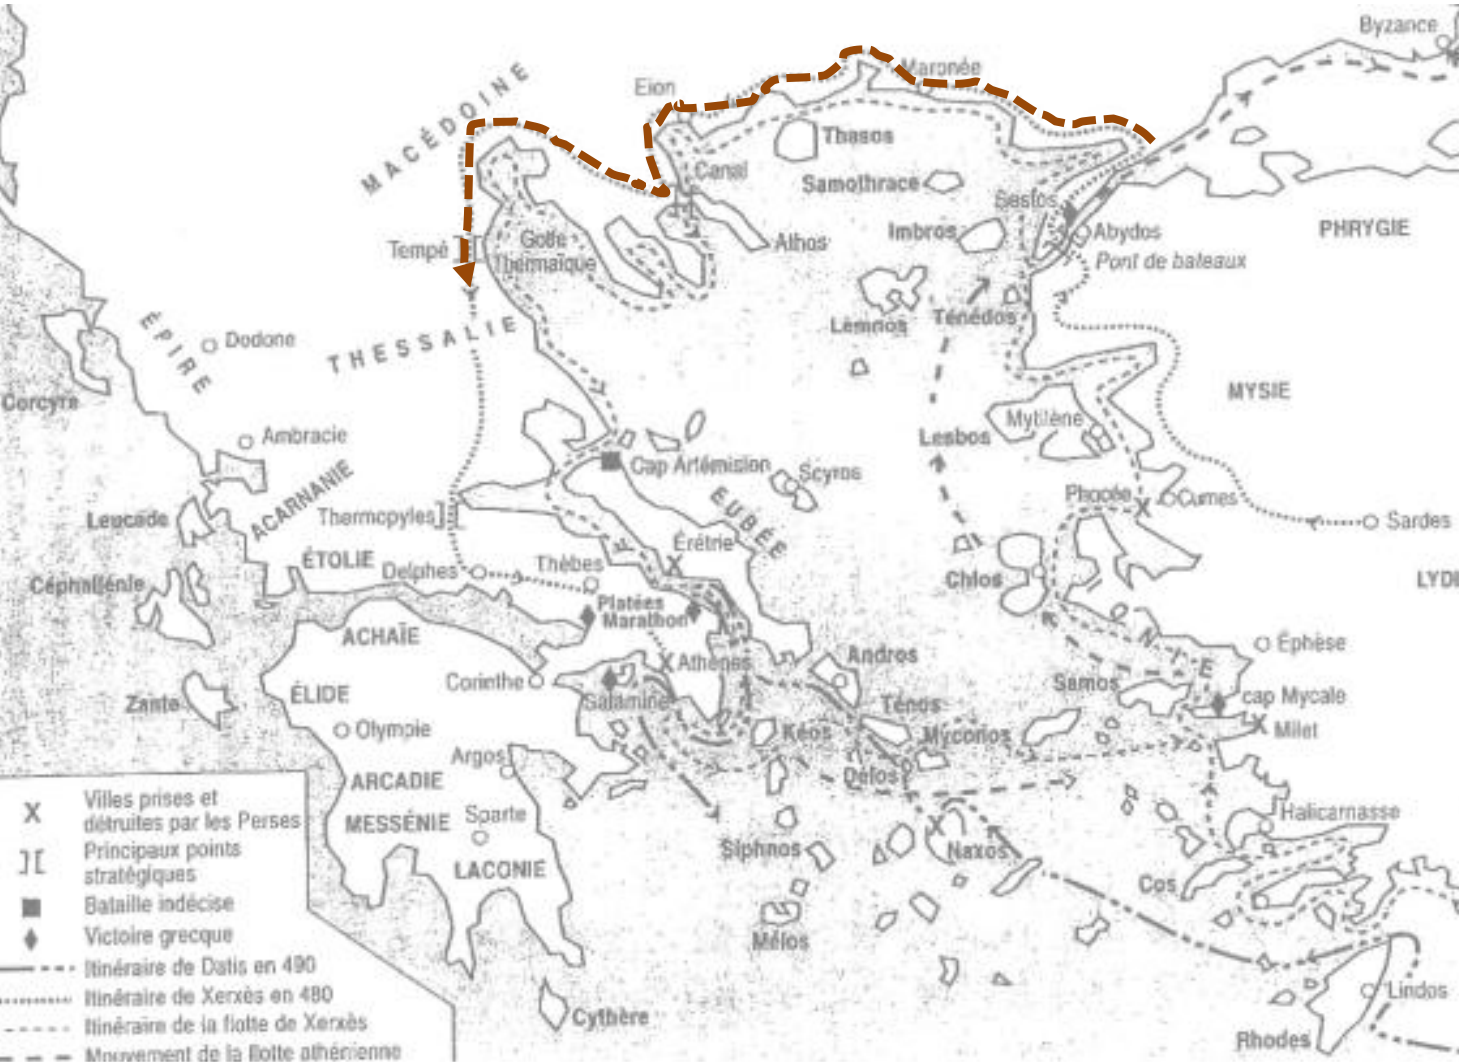 Byzance
MACÉDOINE
Eion
Maronée
Thasos
Canal
Samothrace
Sestos
Imbros
Abydos
PHRYGIE
Tempé
Golfe
Thermaïque
Athos
Pont de bateaux
ÉPIRE
Dodone
THESSALIE
Lemnos
Ténédos
Corcyre
MYSIE
Ambracie
Mytilène
Lesbos
Cap Artémision
Scyros
ACARNANIE
EUBÉE
Phocée
Cumes
Leucade
Thermopyles
Sardes
Érétrie
ÉTOLIE
Delphes
Thèbes
Céphallénie
Chios
LYDI
Platées
Marathon
ACHAÏE
IONIE
Éphèse
Athènes
Andros
Corinthe
ÉLIDE
Samos
cap Mycale
Zante
Salamine
Ténos
Olympie
Kéos
Myconos
Milet
Argos
Délos
ARCADIE
MESSÉNIE
Sparte
Halicarnasse
Siphnos
Naxos
LACONIE
Cos
Mélos
Lindos
Cythère
Rhodes
X Villes prises et
détruites par les Perses
][ Principaux points
stratégiques
Bataille indécise
Victoire grecque
Itinéraire de Datis en 490
Itinéraire de Xerxès en 480
Itinéraire de la flotte de Xerxès
Mouvement de la flotte athénienne